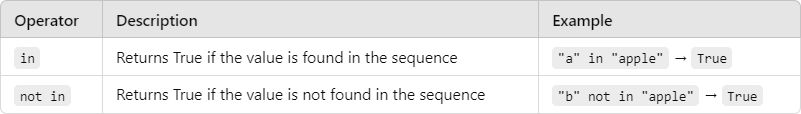 Operator Description Example
in Returns True if the value is found in the sequence "a" in "apple" → True
not in Returns True if the value is not found in the sequence "b" not in "apple" → True